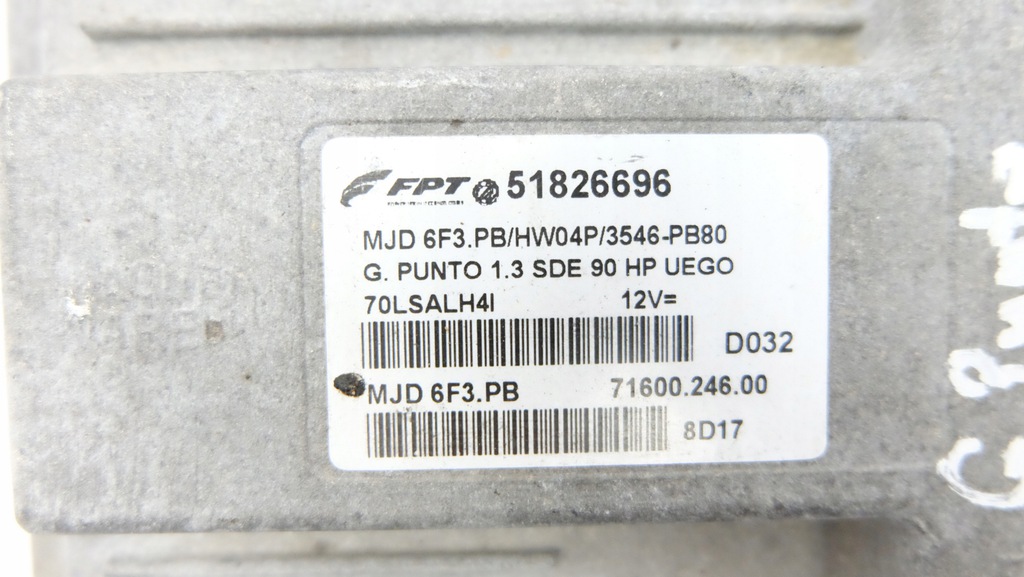 FPT 51826696
MJD 6F3.PB/HW04P/3546-PB80
G. PUNTO 1.3 SDE 90 HP UEGO
70LSALH4I 12V=
D032
MJD 6F3.PB 71600.246.00
8D17
G Punto